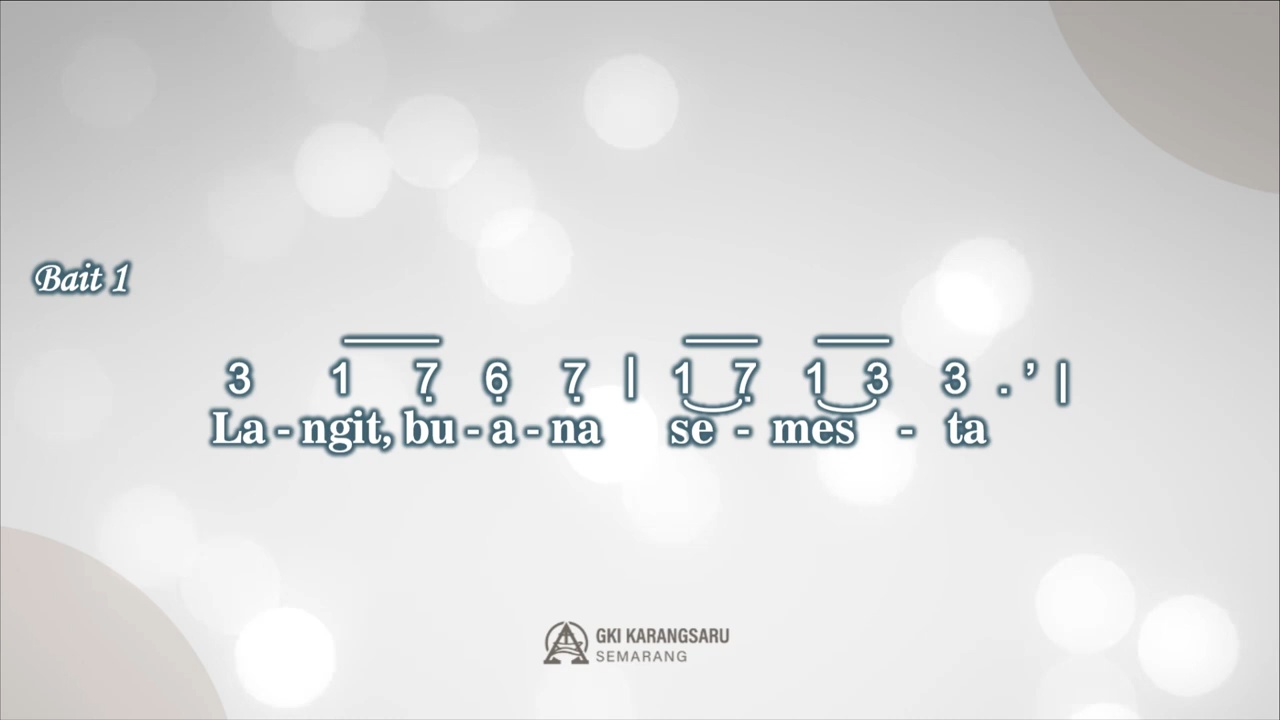 Bait 1
3 1 7̣ 6̣ 7̣ | 1 7̣ 1 3 3 . ’ |
La - ngit, bu - a - na se - mes - ta
GKI KARANGSARU
SEMARANG